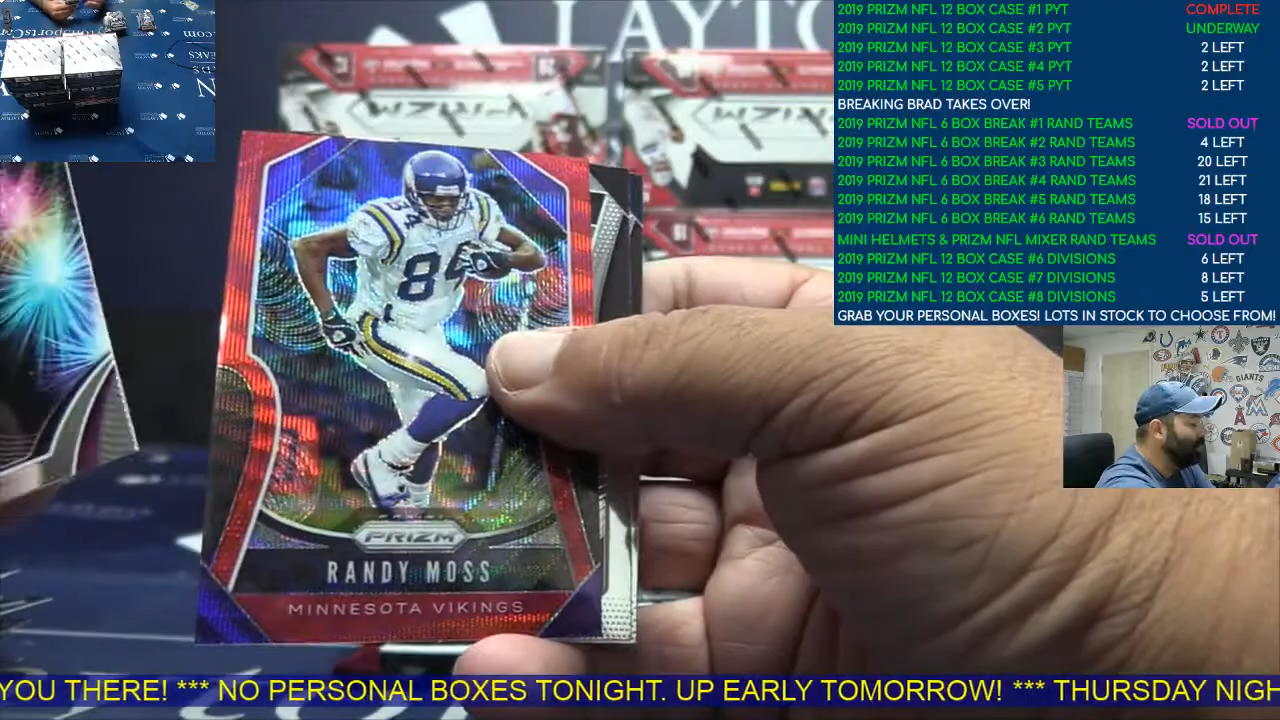 2019 PRIZM NFL 12 BOX CASE #1 PYT COMPLETE
2019 PRIZM NFL 12 BOX CASE #2 PYT UNDERWAY
2019 PRIZM NFL 12 BOX CASE #3 PYT 2 LEFT
2019 PRIZM NFL 12 BOX CASE #4 PYT 2 LEFT
2019 PRIZM NFL 12 BOX CASE #5 PYT 2 LEFT
BREAKING BRAD TAKES OVER!
2019 PRIZM NFL 6 BOX BREAK #1 RAND TEAMS SOLD OUT
2019 PRIZM NFL 6 BOX BREAK #2 RAND TEAMS 4 LEFT
2019 PRIZM NFL 6 BOX BREAK #3 RAND TEAMS 20 LEFT
2019 PRIZM NFL 6 BOX BREAK #4 RAND TEAMS 21 LEFT
2019 PRIZM NFL 6 BOX BREAK #5 RAND TEAMS 18 LEFT
2019 PRIZM NFL 6 BOX BREAK #6 RAND TEAMS 15 LEFT
MINI HELMETS & PRIZM NFL MIXER RAND TEAMS SOLD OUT
2019 PRIZM NFL 12 BOX CASE #6 DIVISIONS 6 LEFT
2019 PRIZM NFL 12 BOX CASE #7 DIVISIONS 8 LEFT
2019 PRIZM NFL 12 BOX CASE #8 DIVISIONS 5 LEFT
GRAB YOUR PERSONAL BOXES! LOTS IN STOCK TO CHOOSE FROM!
LAYTO
PRIZM
PRIZM
84
84
PRIZM
RANDY MOSS
MINNESOTA VIKINGS
GIANTS
YOU THERE! *** NO PERSONAL BOXES TONIGHT. UP EARLY TOMORROW! *** THURSDAY NIGH